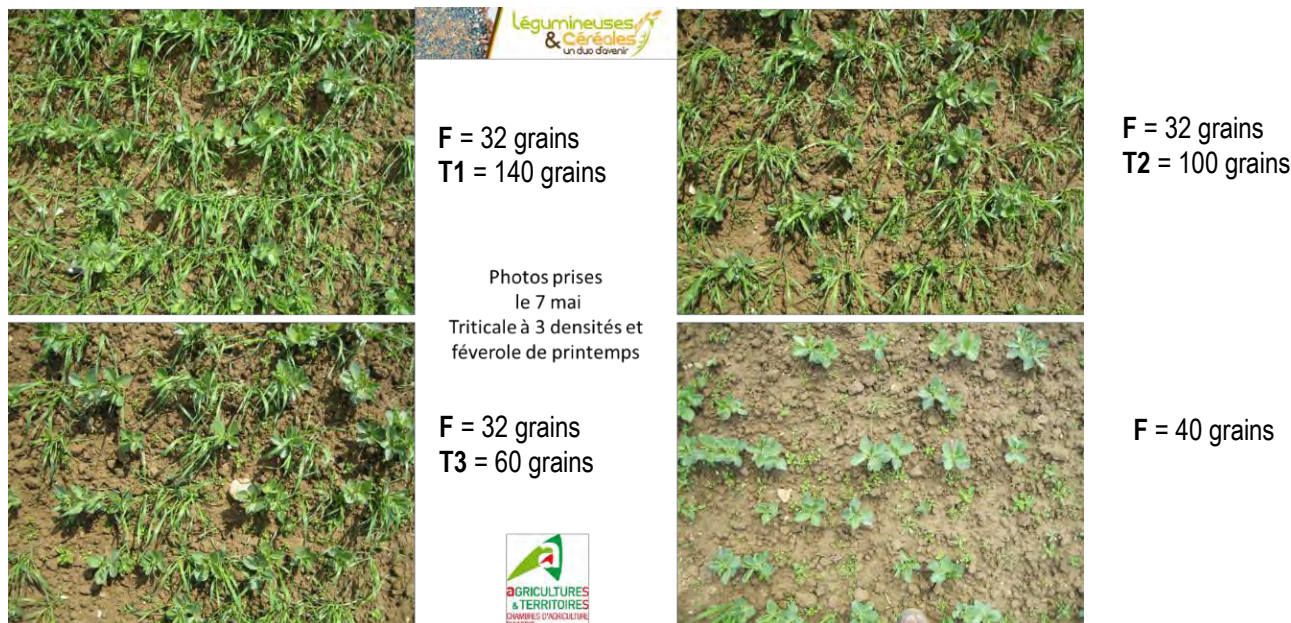 Légumineuses
& Céréales
un duo d'avenir
F = 32 grains
T1 = 140 grains
F = 32 grains
T2 = 100 grains
Photos prises
le 7 mai
Triticale à 3 densités et
féverole de printemps
F = 32 grains
T3 = 60 grains
F = 40 grains
aGRICULTURES
& TERRITOIRES
CHAMBRES D'AGRICULTURE